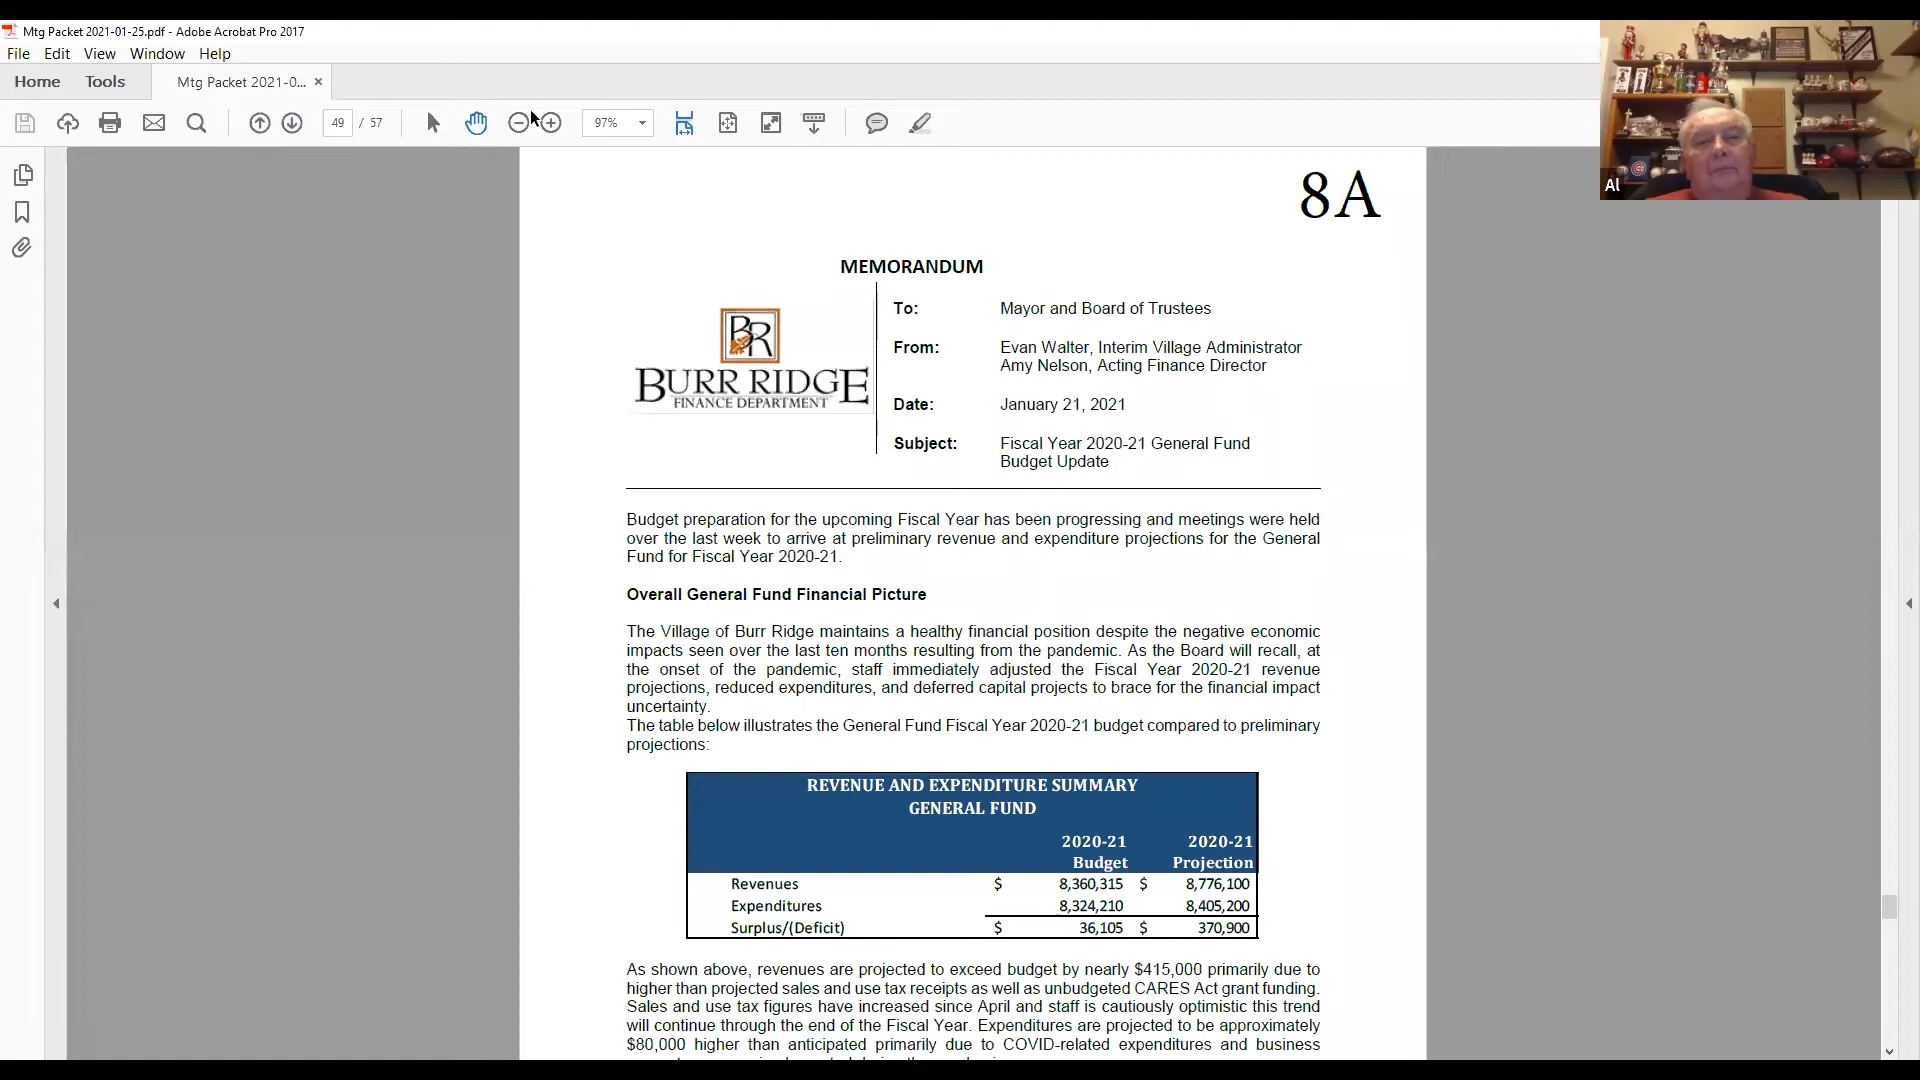 Mtg Packet 2021-01-25.pdf - Adobe Acrobat Pro 2017
File Edit View Window Help
Home Tools Mtg Packet 2021-0... ×
49 / 57 97%
Al
8A
MEMORANDUM
BR
BURR RIDGE
FINANCE DEPARTMENT
To: Mayor and Board of Trustees
From: Evan Walter, Interim Village Administrator
Amy Nelson, Acting Finance Director
Date: January 21, 2021
Subject: Fiscal Year 2020-21 General Fund
Budget Update
Budget preparation for the upcoming Fiscal Year has been progressing and meetings were held
over the last week to arrive at preliminary revenue and expenditure projections for the General
Fund for Fiscal Year 2020-21.
Overall General Fund Financial Picture
The Village of Burr Ridge maintains a healthy financial position despite the negative economic
impacts seen over the last ten months resulting from the pandemic. As the Board will recall, at
the onset of the pandemic, staff immediately adjusted the Fiscal Year 2020-21 revenue
projections, reduced expenditures, and deferred capital projects to brace for the financial impact
uncertainty.
The table below illustrates the General Fund Fiscal Year 2020-21 budget compared to preliminary
projections:
REVENUE AND EXPENDITURE SUMMARY
GENERAL FUND
2020-21 2020-21
Budget Projection
Revenues $ 8,360,315 $ 8,776,100
Expenditures 8,324,210 8,405,200
Surplus/(Deficit) $ 36,105 $ 370,900
As shown above, revenues are projected to exceed budget by nearly $415,000 primarily due to
higher than projected sales and use tax receipts as well as unbudgeted CARES Act grant funding.
Sales and use tax figures have increased since April and staff is cautiously optimistic this trend
will continue through the end of the Fiscal Year. Expenditures are projected to be approximately
$80,000 higher than anticipated primarily due to COVID-related expenditures and business